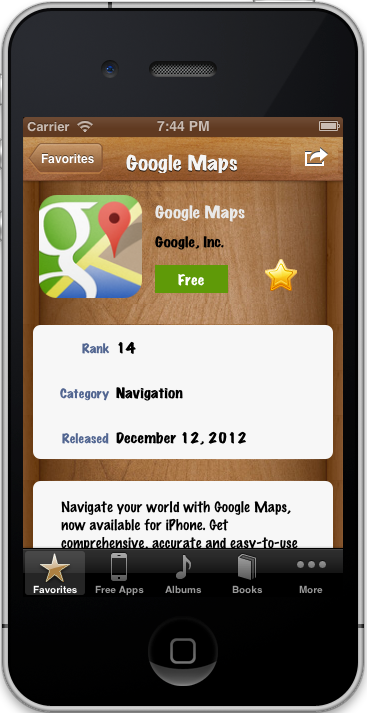 Carrier 7:44 PM
Favorites Google Maps
Google Maps
Google, Inc.
Free
Rank 14
Category Navigation
Released December 12, 2012
Navigate your world with Google Maps,
now available for iPhone. Get
comprehensive, accurate and easy-to-use
Favorites Free Apps Albums Books More